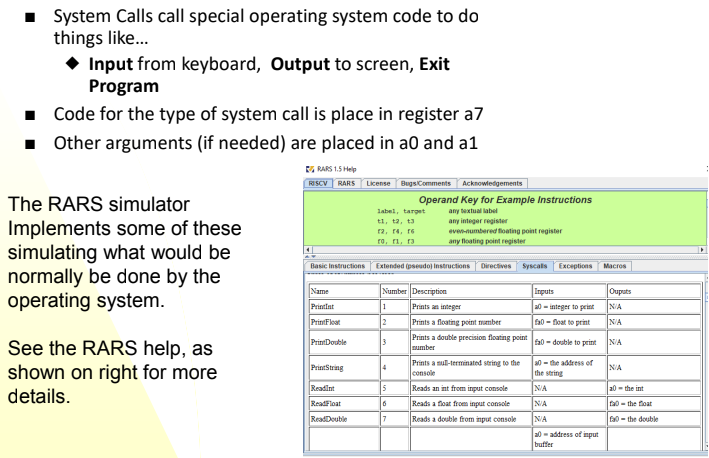 ■ System Calls call special operating system code to do
things like…
◆ Input from keyboard, Output to screen, Exit
Program
■ Code for the type of system call is place in register a7
■ Other arguments (if needed) are placed in a0 and a1
The RARS simulator
Implements some of these
simulating what would be
normally be done by the
operating system.
See the RARS help, as
shown on right for more
details.
RARS 1.5 Help
RISCV RARS License Bugs/Comments Acknowledgements
Operand Key for Example Instructions
label, target any textual label
t1, t2, t3 any integer register
f2, f4, f6 even-numbered floating point register
f0, f1, f3 any floating point register
Basic Instructions Extended (pseudo) Instructions Directives Syscalls Exceptions Macros
Name Number Description Inputs Ouputs
PrintInt 1 Prints an integer a0 = integer to print N/A
PrintFloat 2 Prints a floating point number fa0 = float to print N/A
PrintDouble 3 Prints a double precision floating point
number fa0 = double to print N/A
PrintString 4 Prints a null-terminated string to the
console a0 = the address of
the string N/A
ReadInt 5 Reads an int from input console N/A a0 = the int
ReadFloat 6 Reads a float from input console N/A fa0 = the float
ReadDouble 7 Reads a double from input console N/A fa0 = the double
a0 = address of input
buffer